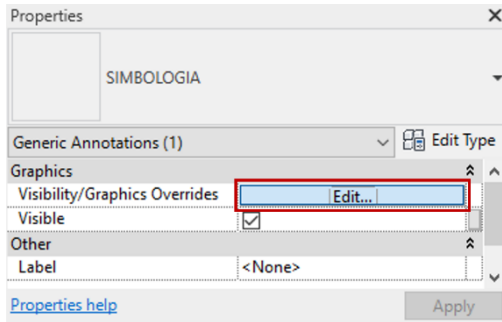 Properties
SIMBOLOGIA
Generic Annotations (1)
Edit Type
Graphics
Visibility/Graphics Overrides
Edit...
Visible
Other
Label
<None>
Properties help
Apply